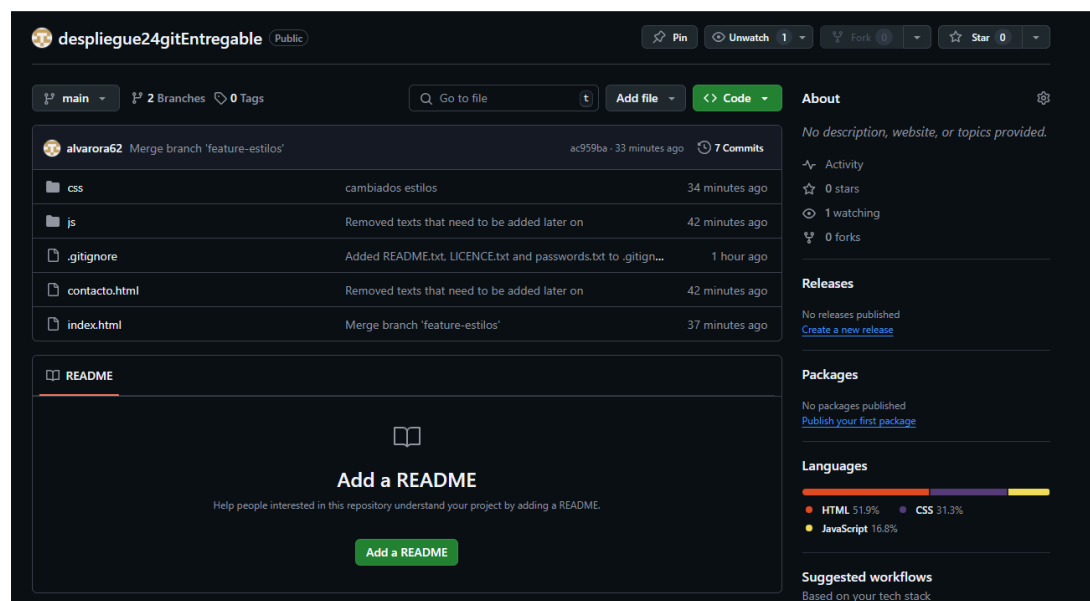 despliegue24gitEntregable Public
Pin
Unwatch 1
Fork 0
Star 0
main
2 Branches
0 Tags
Go to file
t
Add file
<> Code
alvarora62 Merge branch 'feature-estilos' ac959ba · 33 minutes ago 7 Commits
css cambiados estilos 34 minutes ago
js Removed texts that need to be added later on 42 minutes ago
.gitignore Added README.txt, LICENCE.txt and passwords.txt to .gitign... 1 hour ago
contacto.html Removed texts that need to be added later on 42 minutes ago
index.html Merge branch 'feature-estilos' 37 minutes ago
README
Add a README
Help people interested in this repository understand your project by adding a README.
Add a README
About
No description, website, or topics provided.
Activity
0 stars
1 watching
0 forks
Releases
No releases published
Create a new release
Packages
No packages published
Publish your first package
Languages
HTML 51.9% CSS 31.3%
JavaScript 16.8%
Suggested workflows
Based on your tech stack